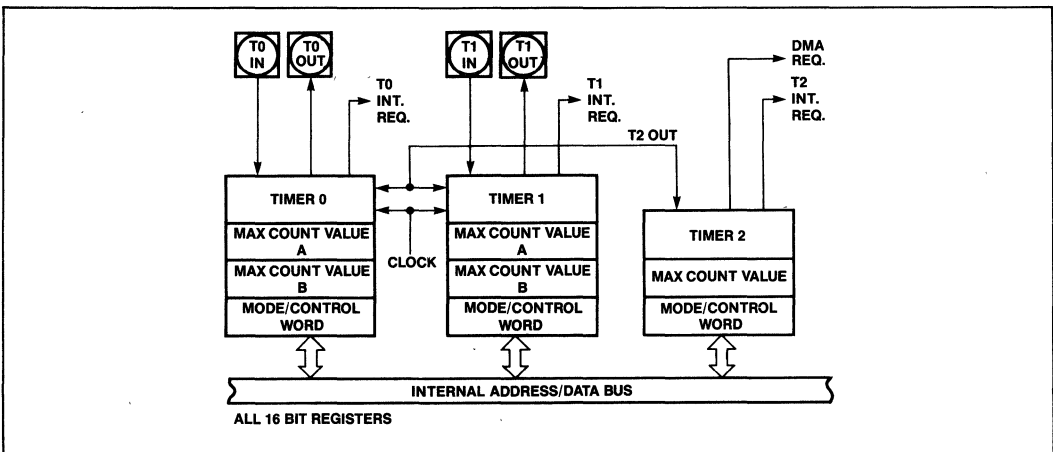 T0
IN
T0
OUT
T0
INT.
REQ.
T1
IN
T1
OUT
T1
INT.
REQ.
DMA
REQ.
T2
INT.
REQ.
T2 OUT
TIMER 0
MAX COUNT VALUE
A
MAX COUNT VALUE
B
MODE/CONTROL
WORD
CLOCK
TIMER 1
MAX COUNT VALUE
A
MAX COUNT VALUE
B
MODE/CONTROL
WORD
TIMER 2
MAX COUNT VALUE
MODE/CONTROL
WORD
INTERNAL ADDRESS/DATA BUS
ALL 16 BIT REGISTERS